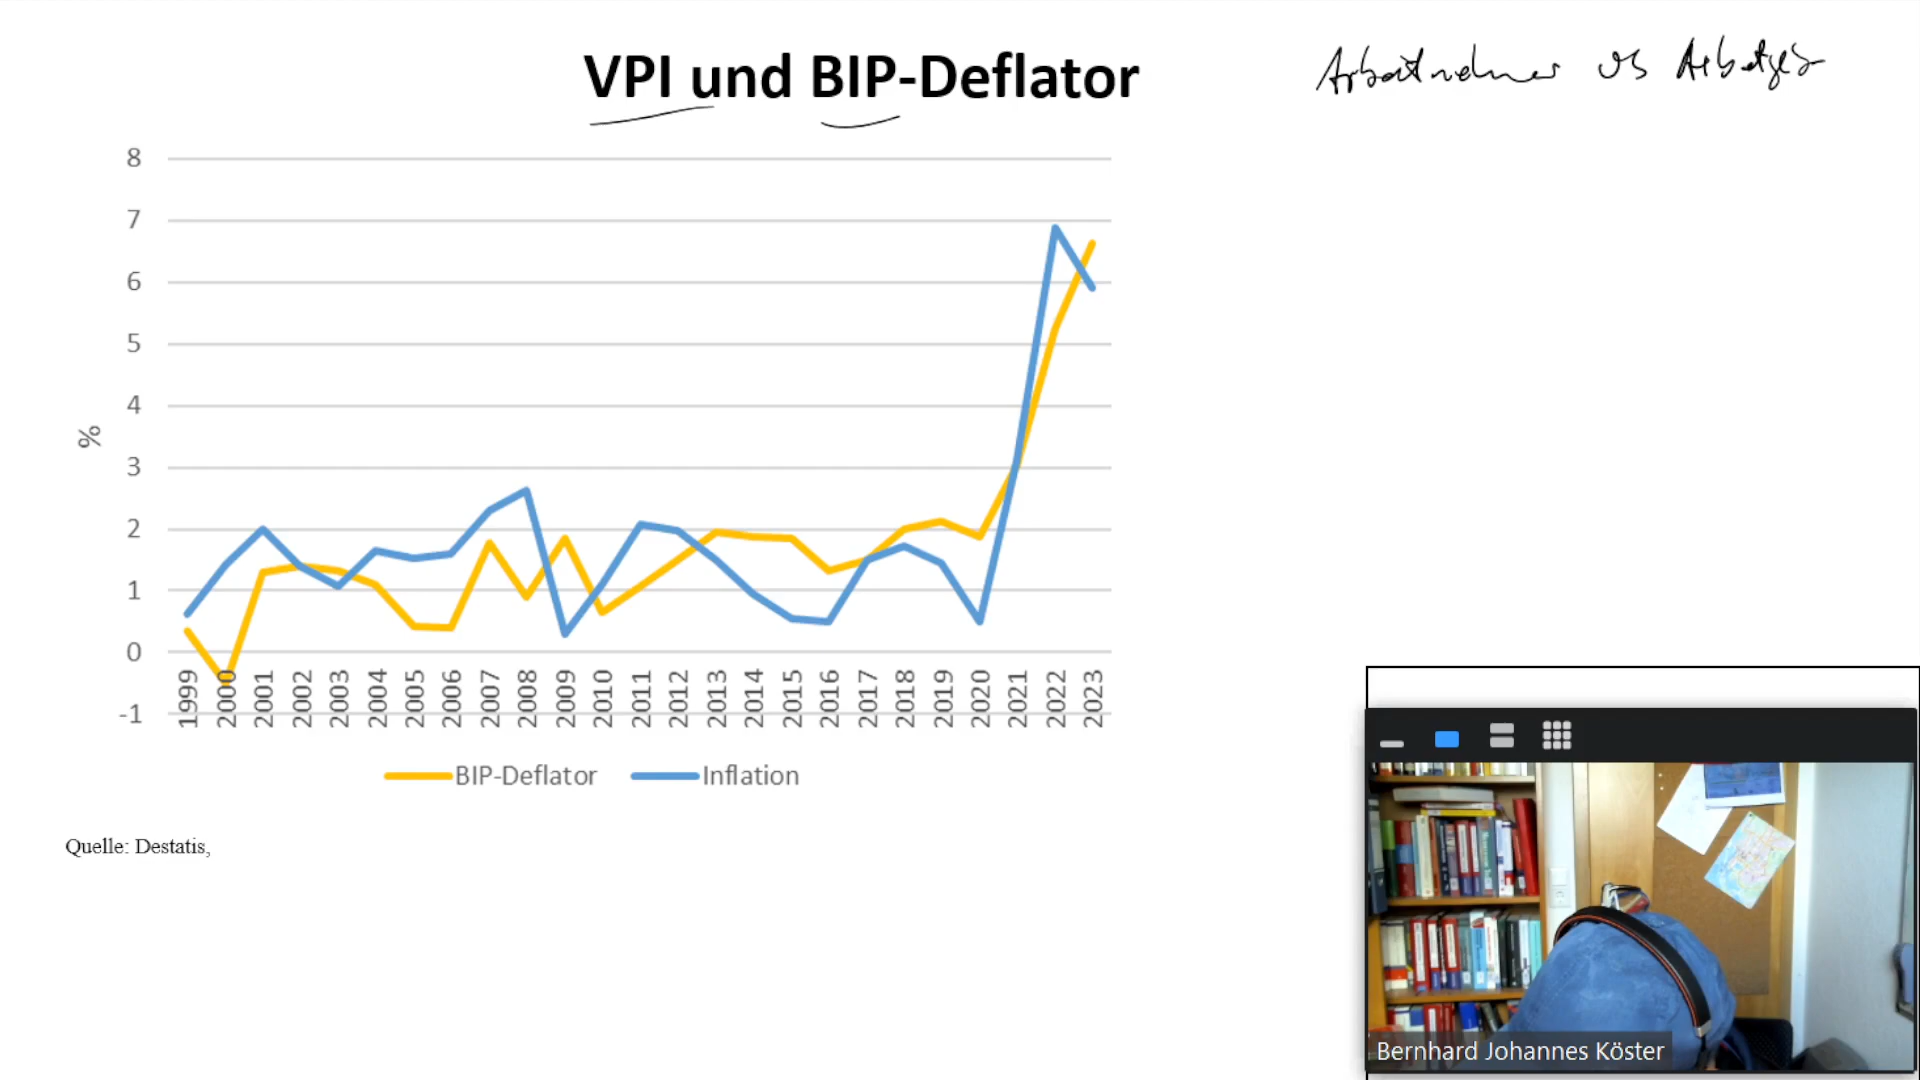 VPI und BIP-Deflator
Arbeitnehmer vs Arbeitgeb
8
7
6
5
4
3
2
1
0
-1
%
1999 2000 2001 2002 2003 2004 2005 2006 2007 2008 2009 2010 2011 2012 2013 2014 2015 2016 2017 2018 2019 2020 2021 2022 2023
BIP-Deflator Inflation
Quelle: Destatis,
Bernhard Johannes Köster